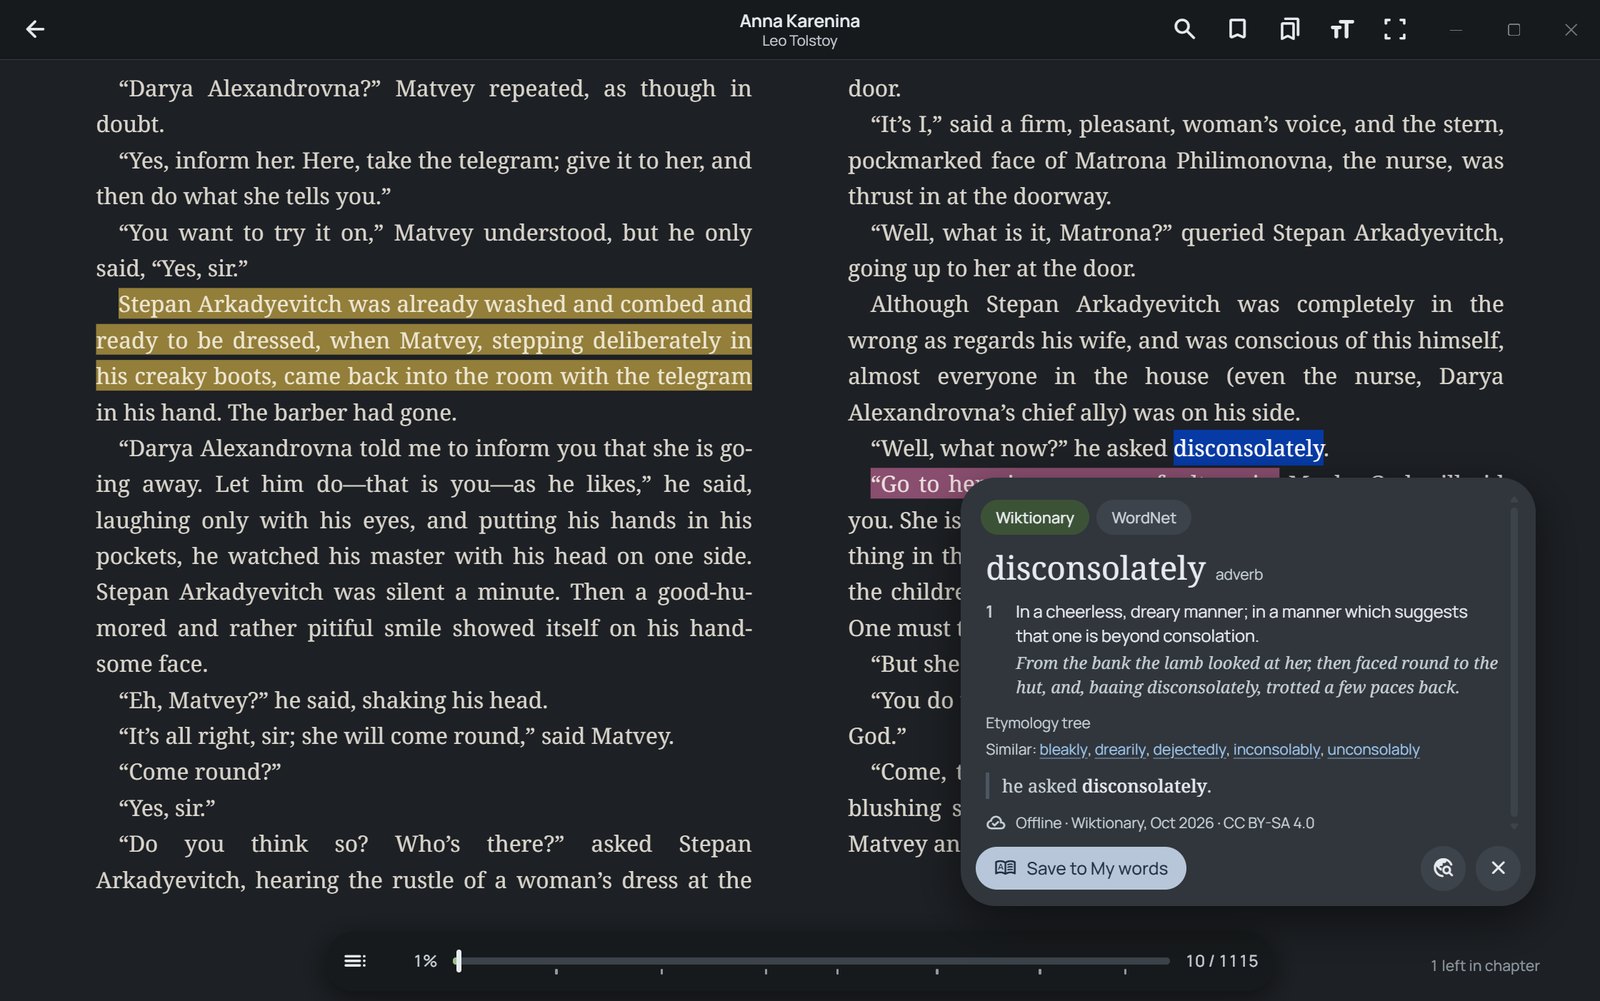 Anna Karenina
Leo Tolstoy
“Darya Alexandrovna?” Matvey repeated, as though in
doubt.
“Yes, inform her. Here, take the telegram; give it to her, and
then do what she tells you.”
“You want to try it on,” Matvey understood, but he only
said, “Yes, sir.”
Stepan Arkadyevitch was already washed and combed and
ready to be dressed, when Matvey, stepping deliberately in
his creaky boots, came back into the room with the telegram
in his hand. The barber had gone.
“Darya Alexandrovna told me to inform you that she is go-
ing away. Let him do—that is you—as he likes,” he said,
laughing only with his eyes, and putting his hands in his
pockets, he watched his master with his head on one side.
Stepan Arkadyevitch was silent a minute. Then a good-hu-
mored and rather pitiful smile showed itself on his hand-
some face.
“Eh, Matvey?” he said, shaking his head.
“It’s all right, sir; she will come round,” said Matvey.
“Come round?”
“Yes, sir.”
“Do you think so? Who’s there?” asked Stepan
Arkadyevitch, hearing the rustle of a woman’s dress at the
door.
“It’s I,” said a firm, pleasant, woman’s voice, and the stern,
pockmarked face of Matrona Philimonovna, the nurse, was
thrust in at the doorway.
“Well, what is it, Matrona?” queried Stepan Arkadyevitch,
going up to her at the door.
Although Stepan Arkadyevitch was completely in the
wrong as regards his wife, and was conscious of this himself,
almost everyone in the house (even the nurse, Darya
Alexandrovna’s chief ally) was on his side.
“Well, what now?” he asked disconsolately.
“Go to her
you. She is
thing in th
the childre
One must
“But she
“You do
God.”
“Come,
blushing s
Matvey an
Wiktionary
WordNet
disconsolately adverb
1 In a cheerless, dreary manner; in a manner which suggests
that one is beyond consolation.
From the bank the lamb looked at her, then faced round to the
hut, and, baaing disconsolately, trotted a few paces back.
Etymology tree
Similar: bleakly, drearily, dejectedly, inconsolably, unconsolably
he asked disconsolately.
Offline · Wiktionary, Oct 2026 · CC BY-SA 4.0
Save to My words
1%
10 / 1115
1 left in chapter